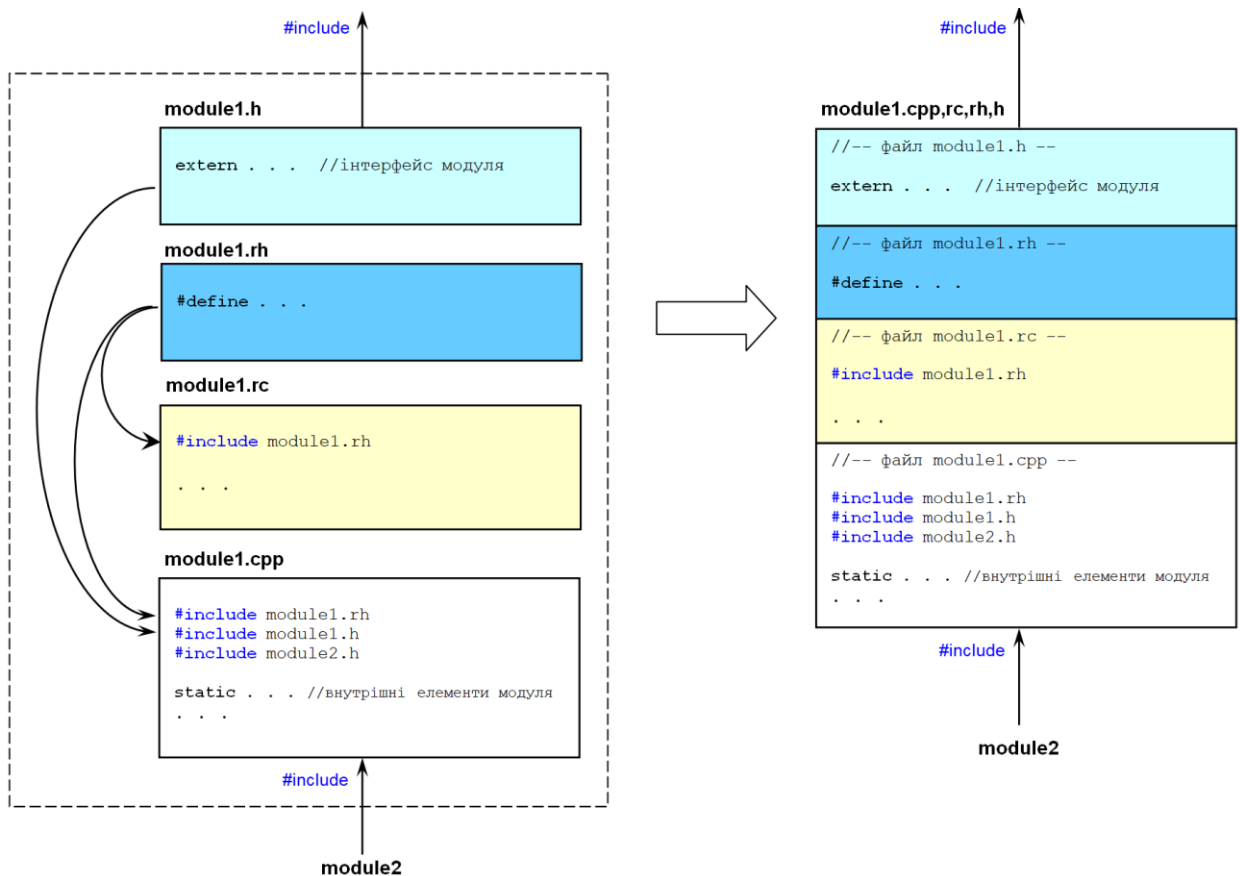 #include
module1.h
extern . . . //інтерфейс модуля
module1.rh
#define . . .
module1.rc
#include module1.rh
. . .
module1.cpp
#include module1.rh
#include module1.h
#include module2.h
static . . . //внутрішні елементи модуля
. . .
#include
module2
#include
module1.cpp,rc,rh,h
//-- файл module1.h --
extern . . . //інтерфейс модуля
//-- файл module1.rh --
#define . . .
//-- файл module1.rc --
#include module1.rh
. . .
//-- файл module1.cpp --
#include module1.rh
#include module1.h
#include module2.h
static . . . //внутрішні елементи модуля
. . .
#include
module2